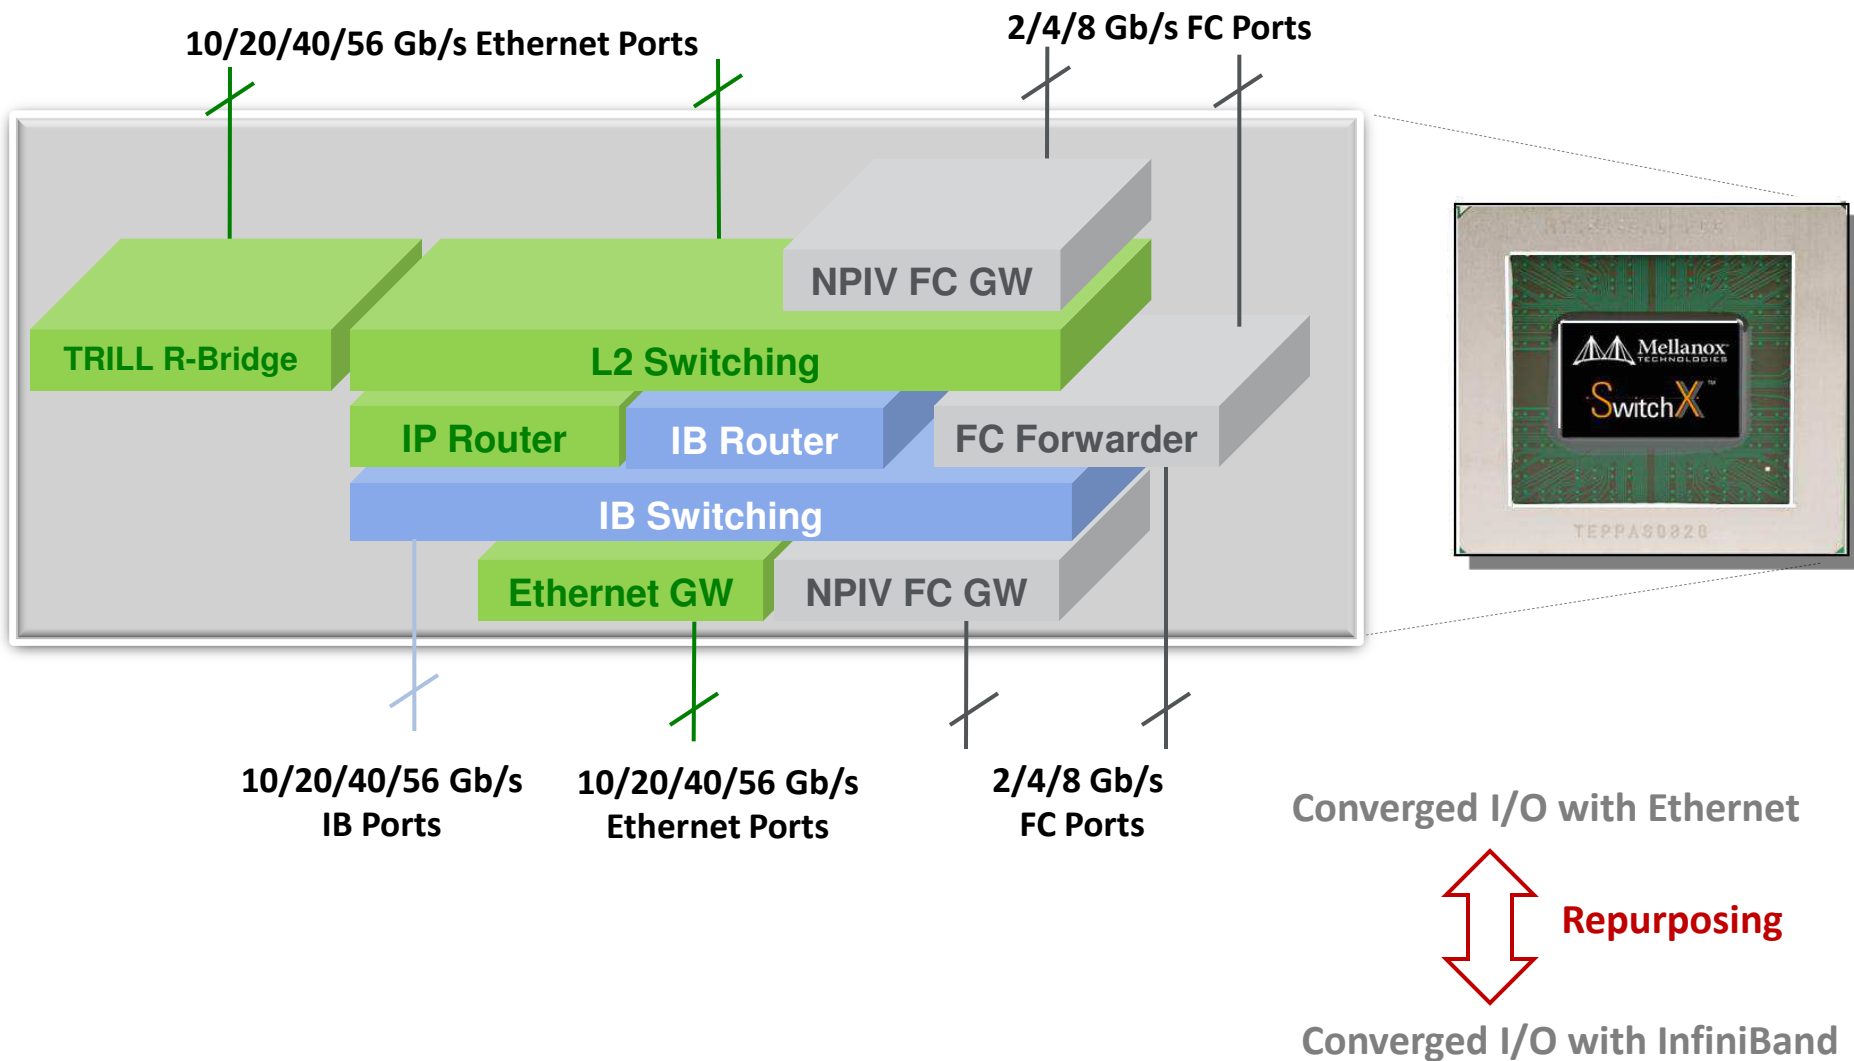 10/20/40/56 Gb/s Ethernet Ports
2/4/8 Gb/s FC Ports
NPIV FC GW
TRILL R-Bridge
L2 Switching
IP Router
IB Router
FC Forwarder
IB Switching
Ethernet GW
NPIV FC GW
Mellanox
TECHNOLOGIES
SwitchX™
10/20/40/56 Gb/s
IB Ports
10/20/40/56 Gb/s
Ethernet Ports
2/4/8 Gb/s
FC Ports
Converged I/O with Ethernet
Repurposing
Converged I/O with InfiniBand